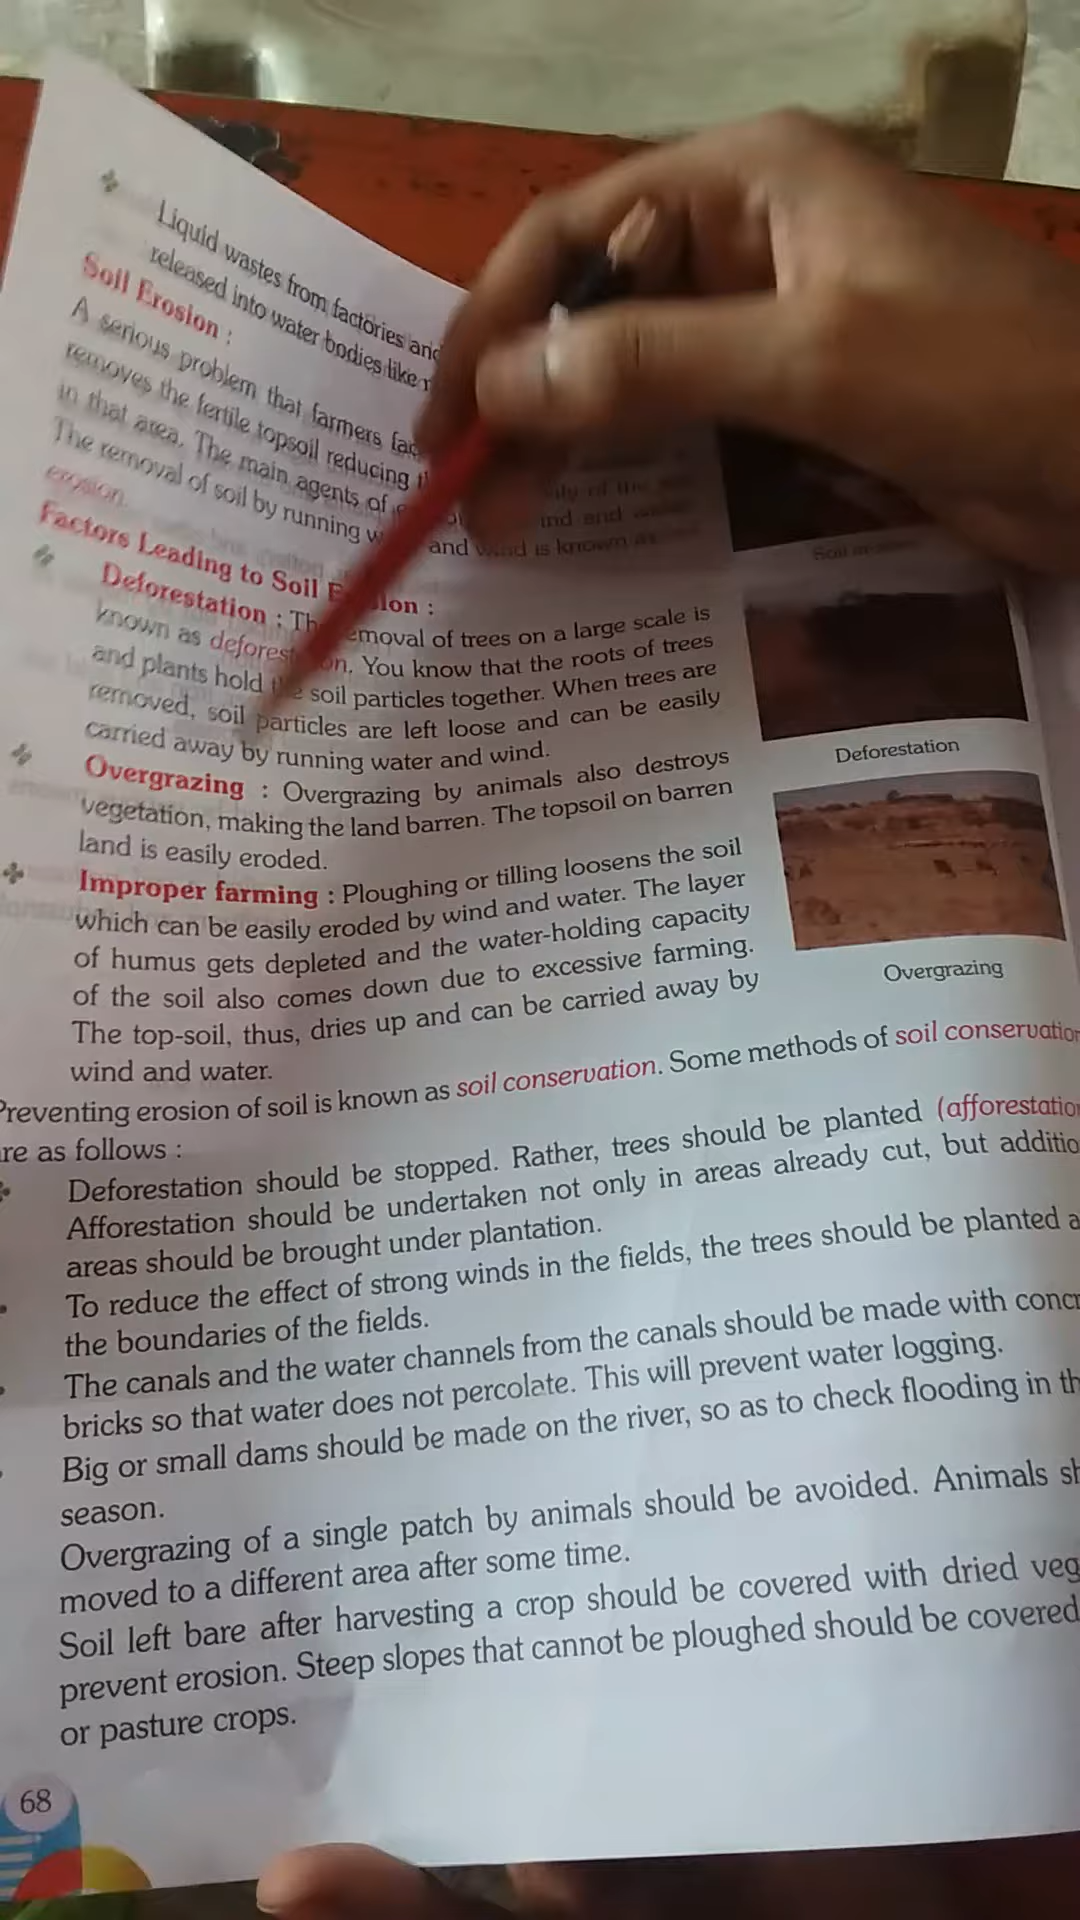 Liquid wastes from factories and
released into water bodies like r
Soil Erosion :
A serious problem that farmers fac
removes the fertile topsoil reducing t
in that area. The main agents of
ind and
The removal of soil by running w and wind is known as
erosion.
Soil erosion
Factors Leading to Soil E sion :
Deforestation : The removal of trees on a large scale is
known as deforestation. You know that the roots of trees
and plants hold the soil particles together. When trees are
removed, soil particles are left loose and can be easily
carried away by running water and wind.
Deforestation
Overgrazing : Overgrazing by animals also destroys
vegetation, making the land barren. The topsoil on barren
land is easily eroded.
Improper farming : Ploughing or tilling loosens the soil
which can be easily eroded by wind and water. The layer
of humus gets depleted and the water-holding capacity
of the soil also comes down due to excessive farming.
The top-soil, thus, dries up and can be carried away by
wind and water.
Overgrazing
Preventing erosion of soil is known as soil conservation. Some methods of soil conservation
re as follows :
Deforestation should be stopped. Rather, trees should be planted (afforestation
Afforestation should be undertaken not only in areas already cut, but additio
areas should be brought under plantation.
To reduce the effect of strong winds in the fields, the trees should be planted a
the boundaries of the fields.
The canals and the water channels from the canals should be made with concr
bricks so that water does not percolate. This will prevent water logging.
Big or small dams should be made on the river, so as to check flooding in th
season.
Overgrazing of a single patch by animals should be avoided. Animals sh
moved to a different area after some time.
Soil left bare after harvesting a crop should be covered with dried veg
prevent erosion. Steep slopes that cannot be ploughed should be covered
or pasture crops.
68